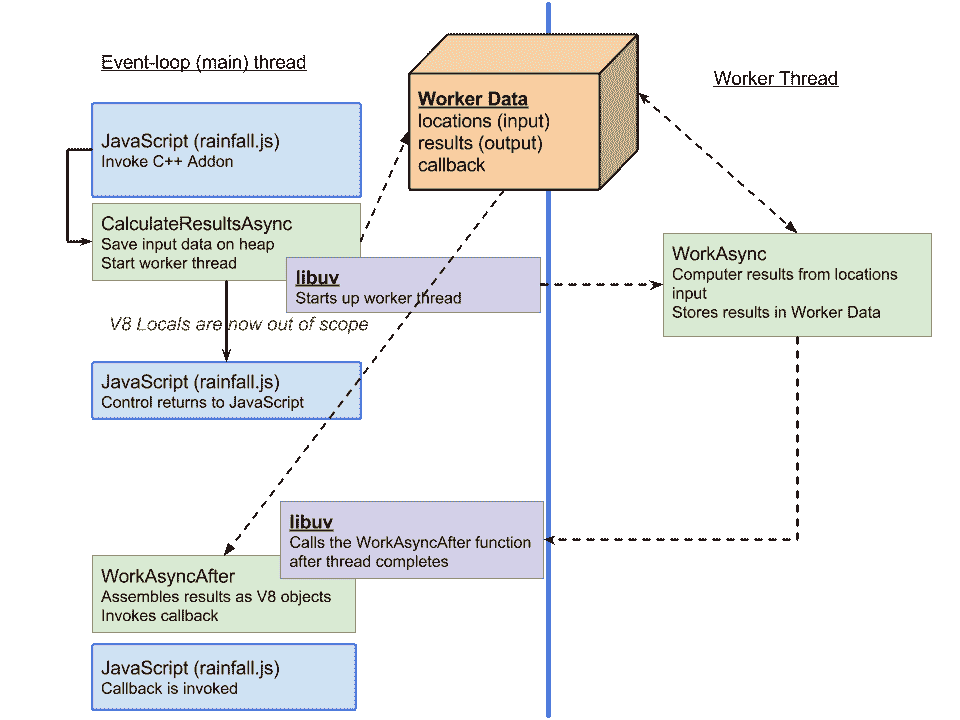 Event-loop (main) thread
Worker Thread
Worker Data
locations (input)
results (output)
callback
JavaScript (rainfall.js)
Invoke C++ Addon
CalculateResultsAsync
Save input data on heap
Start worker thread
libuv
Starts up worker thread
WorkAsync
Computer results from locations
input
Stores results in Worker Data
V8 Locals are now out of scope
JavaScript (rainfall.js)
Control returns to JavaScript
libuv
Calls the WorkAsyncAfter function
after thread completes
WorkAsyncAfter
Assembles results as V8 objects
Invokes callback
JavaScript (rainfall.js)
Callback is invoked